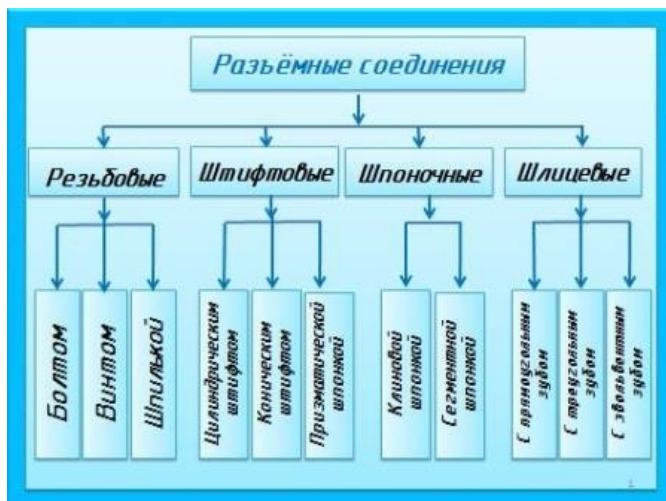 Разъёмные соединения
Резьбовые
Штифтовые
Шпоночные
Шлицевые
Болтом
Винтом
Шпилькой
Цилиндрическим
штифтом
Коническим
штифтом
Призматической
шпонкой
Клиновой
шпонкой
Сегментной
шпонкой
С прямоугольным
зубом
С треугольным
зубом
С эвольвентным
зубом